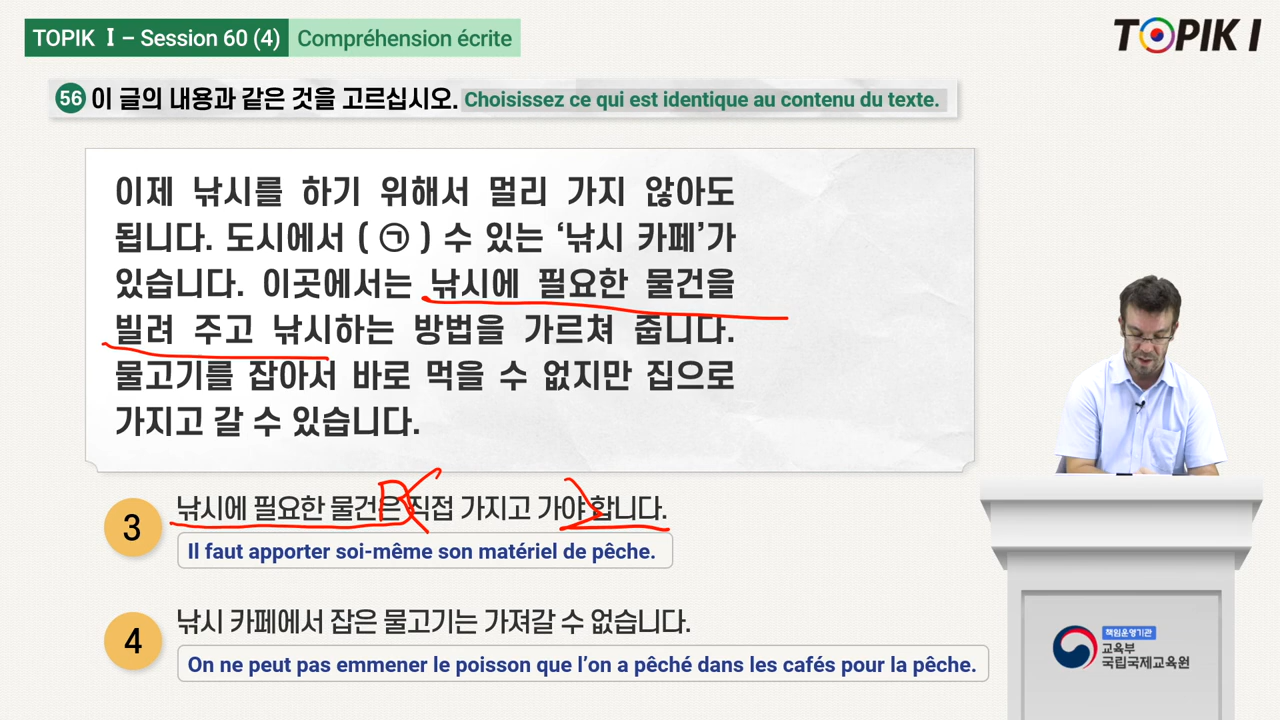 TOPIK Ⅰ – Session 60 (4) Compréhension écrite
TOPIK I
56 이 글의 내용과 같은 것을 고르십시오. Choisissez ce qui est identique au contenu du texte.
이제 낚시를 하기 위해서 멀리 가지 않아도
됩니다. 도시에서 ( ㉠ ) 수 있는 ‘낚시 카페’가
있습니다. 이곳에서는 낚시에 필요한 물건을
빌려 주고 낚시하는 방법을 가르쳐 줍니다.
물고기를 잡아서 바로 먹을 수 없지만 집으로
가지고 갈 수 있습니다.
3 낚시에 필요한 물건은 직접 가지고 가야 합니다.
Il faut apporter soi-même son matériel de pêche.
4 낚시 카페에서 잡은 물고기는 가져갈 수 없습니다.
On ne peut pas emmener le poisson que l’on a pêché dans les cafés pour la pêche.
책임운영기관
교육부
국립국제교육원